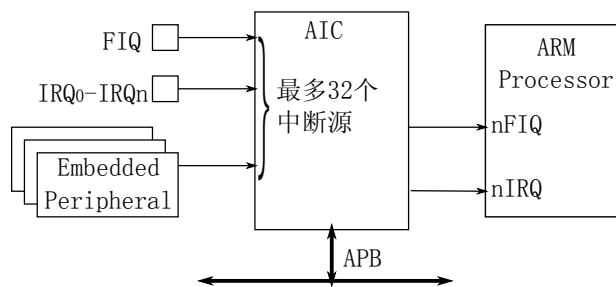 FIQ
IRQ0-IRQn
Embedded
Peripheral
AIC
最多32个
中断源
APB
ARM
Processor
nFIQ
nIRQ